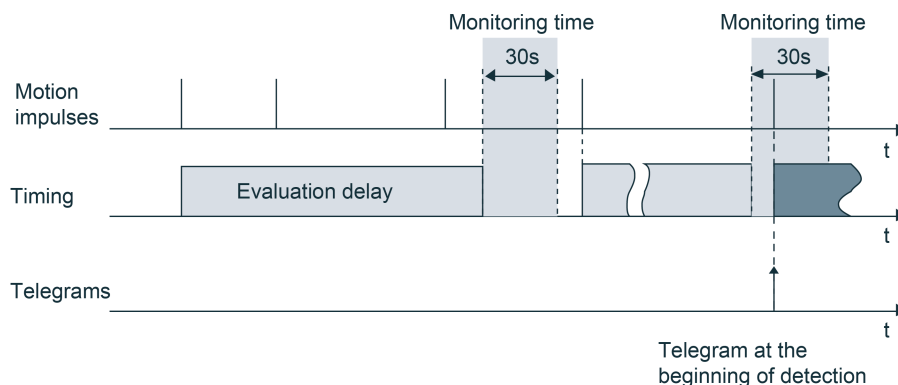 Monitoring time
Monitoring time
30s
30s
Motion
impulses
t
Timing
Evaluation delay
t
Telegrams
t
Telegram at the
beginning of detection